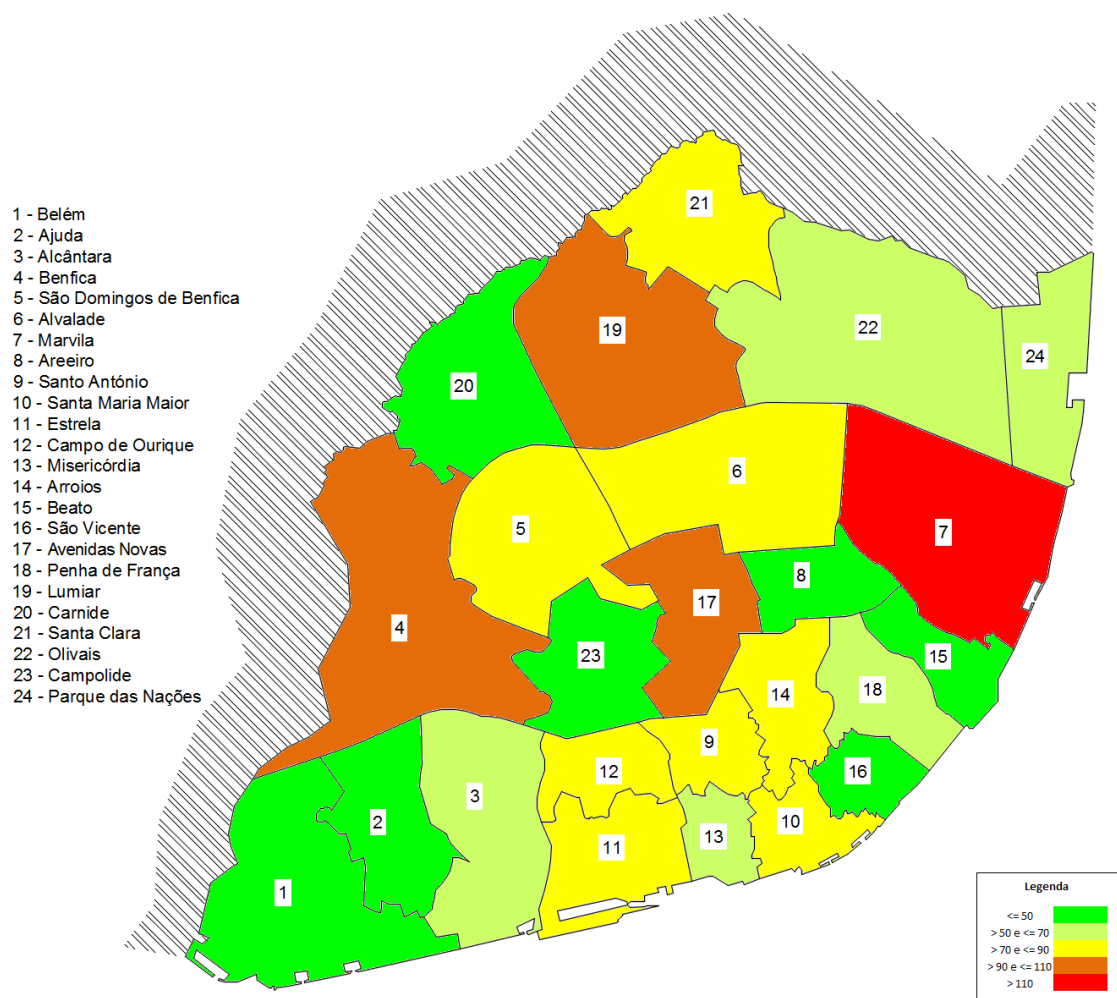 1 - Belém
2 - Ajuda
3 - Alcântara
4 - Benfica
5 - São Domingos de Benfica
6 - Alvalade
7 - Marvila
8 - Areeiro
9 - Santo António
10 - Santa Maria Maior
11 - Estrela
12 - Campo de Ourique
13 - Misericórdia
14 - Arroios
15 - Beato
16 - São Vicente
17 - Avenidas Novas
18 - Penha de França
19 - Lumiar
20 - Carnide
21 - Santa Clara
22 - Olivais
23 - Campolide
24 - Parque das Nações
21
22
19
24
20
6
5
7
8
17
4
23
15
18
14
9
12
16
3
2
10
13
11
1
Legenda
<= 50
> 50 e <= 70
> 70 e <= 90
> 90 e <= 110
> 110